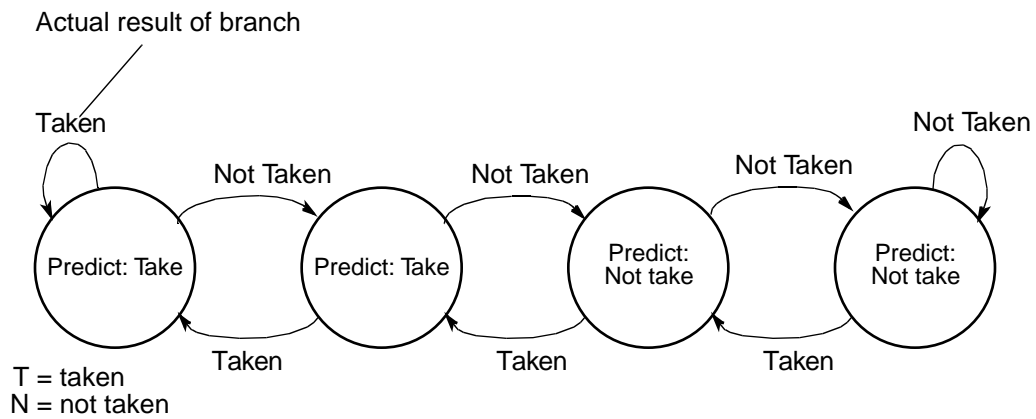 Actual result of branch
Taken
Not Taken
Not Taken
Not Taken
Not Taken
Predict: Take
Predict: Take
Predict:
Not take
Predict:
Not take
Taken
Taken
Taken
T = taken
N = not taken